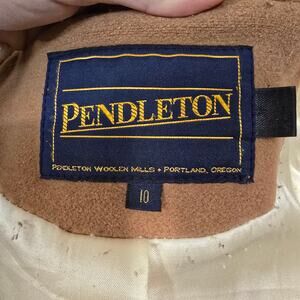 PENDLETON
PENDLETON WOOLEN MILLS • PORTLAND, OREGON
10